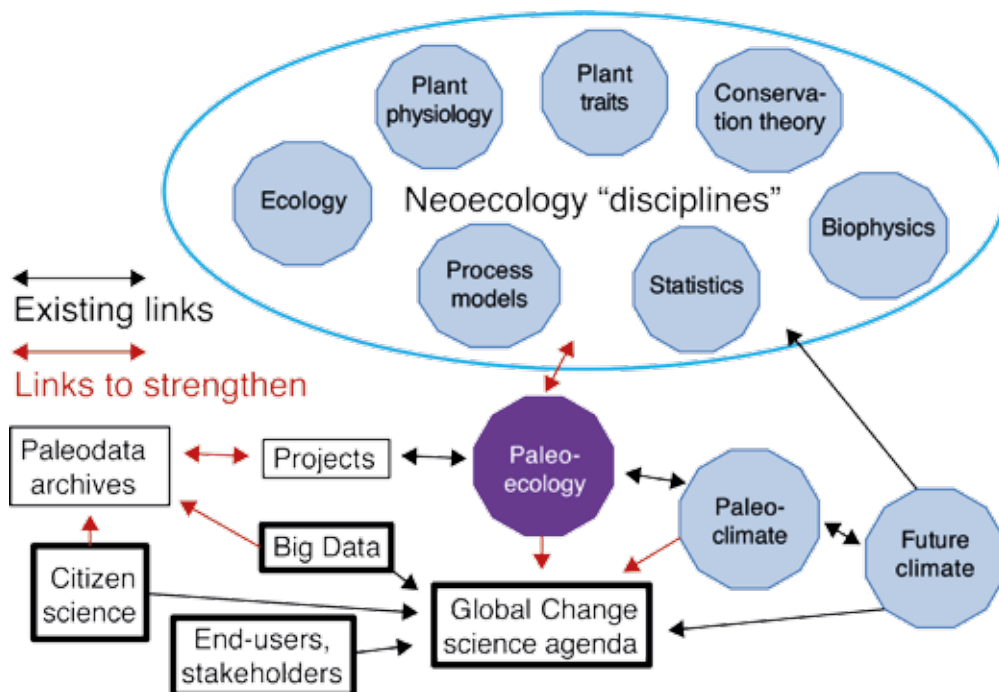 Plant
physiology
Plant
traits
Conserva-
tion theory
Ecology
Neoecology “disciplines”
Biophysics
Process
models
Statistics
Existing links
Links to strengthen
Paleodata
archives
Projects
Paleo-
ecology
Paleo-
climate
Future
climate
Big Data
Citizen
science
Global Change
science agenda
End-users,
stakeholders